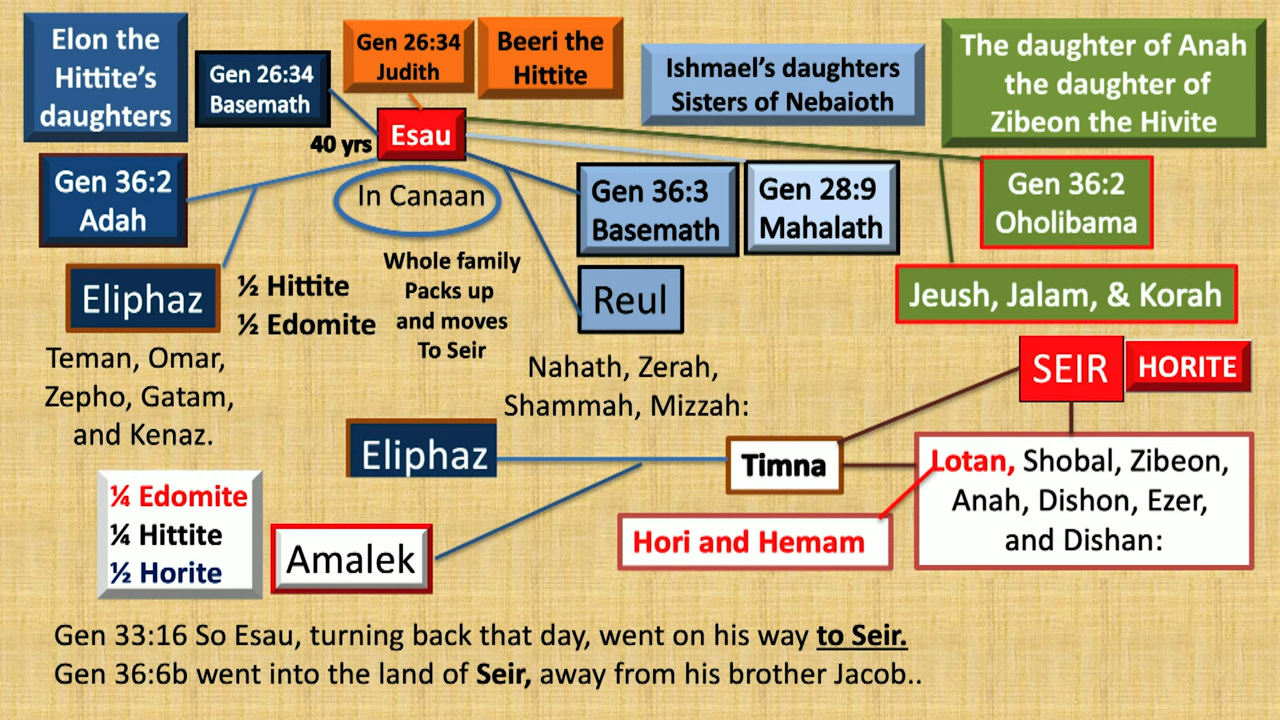 Elon the
Hittite's
daughters
Gen 26:34
Basemath
Gen 26:34
Judith
Beeri the
Hittite
Ishmael's daughters
Sisters of Nebaioth
The daughter of Anah
the daughter of
Zibeon the Hivite
40 yrs
Esau
Gen 36:2
Adah
In Canaan
Gen 36:3
Basemath
Gen 28:9
Mahalath
Gen 36:2
Oholibama
Eliphaz
½ Hittite
½ Edomite
Whole family
Packs up
and moves
To Seir
Reul
Jeush, Jalam, & Korah
Teman, Omar,
Zepho, Gatam,
and Kenaz.
Nahath, Zerah,
Shammah, Mizzah:
SEIR
HORITE
Eliphaz
Timna
Lotan, Shobal, Zibeon,
Anah, Dishon, Ezer,
and Dishan:
¼ Edomite
¼ Hittite
½ Horite
Amalek
Hori and Hemam
Gen 33:16 So Esau, turning back that day, went on his way to Seir.
Gen 36:6b went into the land of Seir, away from his brother Jacob..